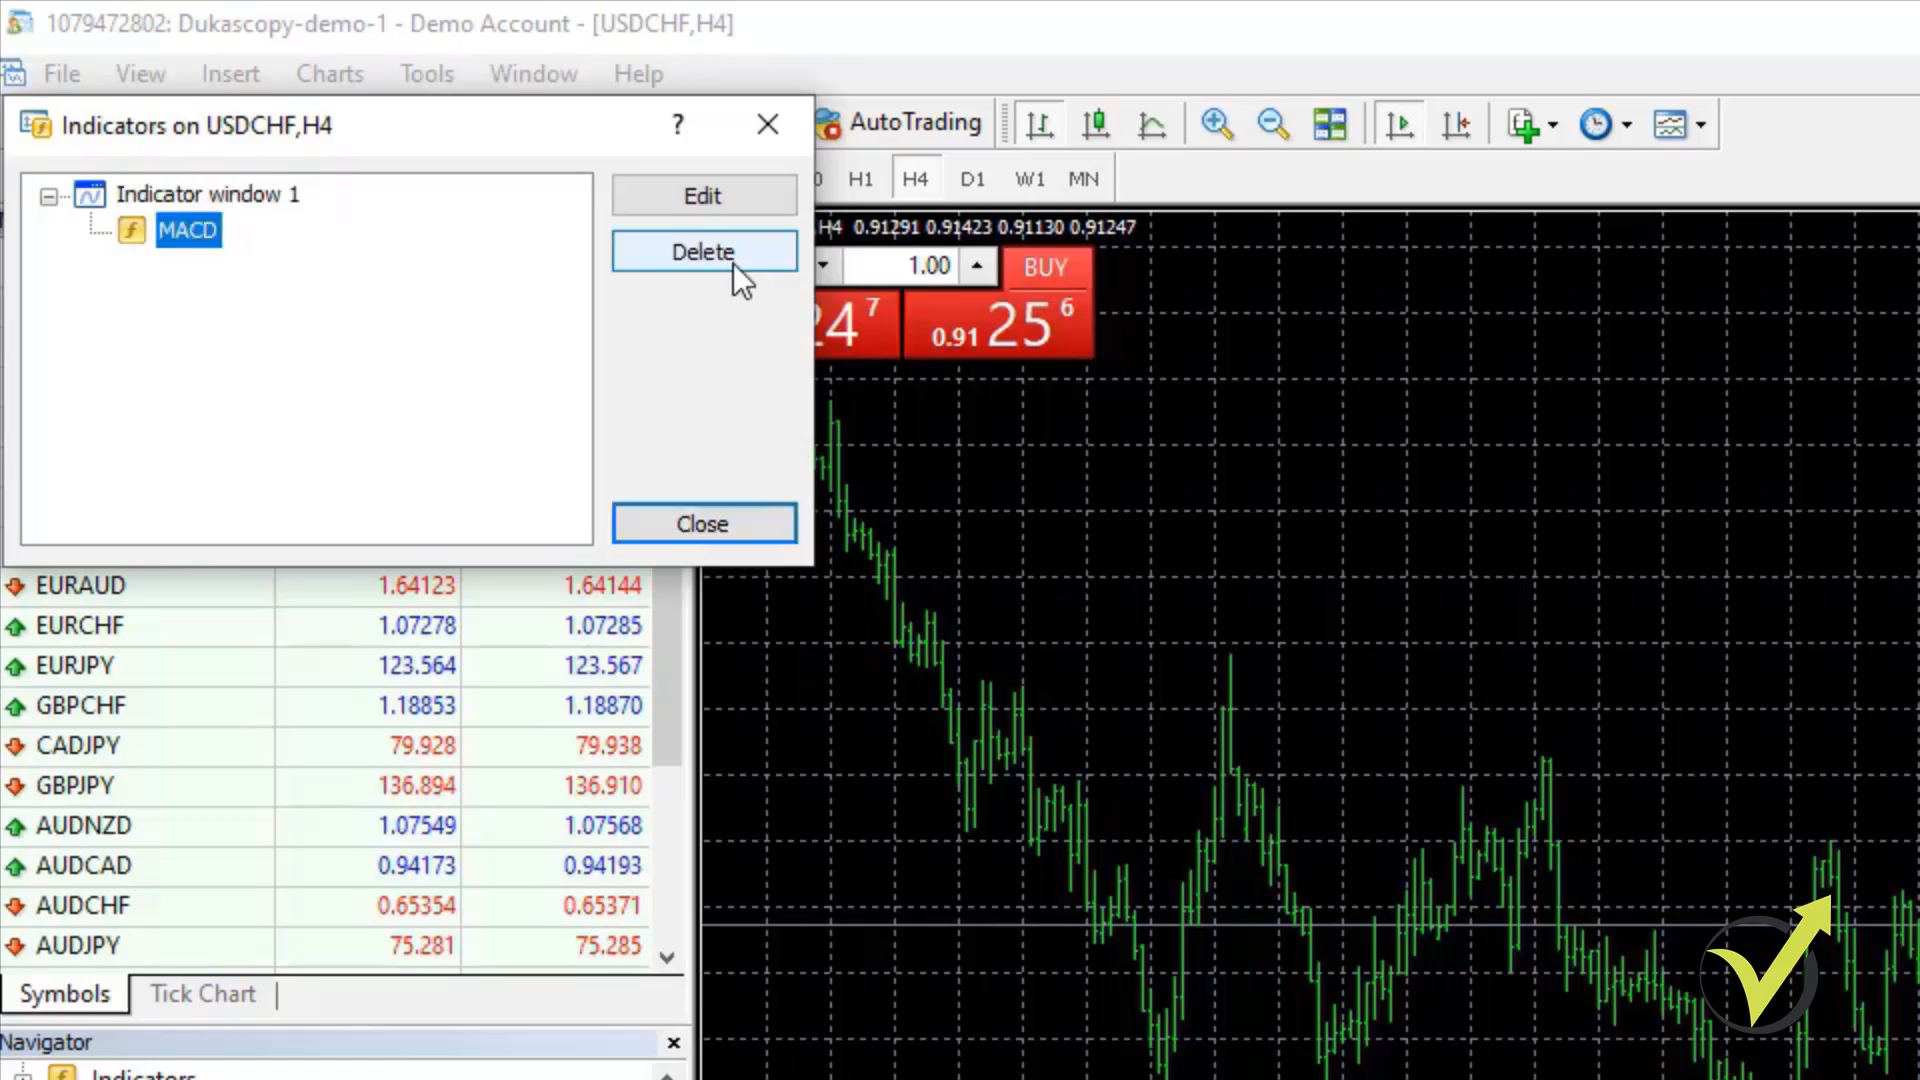 1079472802: Dukascopy-demo-1 - Demo Account - [USDCHF,H4]
File View Insert Charts Tools Window Help
Indicators on USDCHF,H4 ?
AutoTrading
Indicator window 1
MACD
Edit
Delete
Close
H1 H4 D1 W1 MN
H4 0.91291 0.91423 0.91130 0.91247
1.00 BUY
24 7 0.91 25 6
EURAUD 1.64123 1.64144
EURCHF 1.07278 1.07285
EURJPY 123.564 123.567
GBPCHF 1.18853 1.18870
CADJPY 79.928 79.938
GBPJPY 136.894 136.910
AUDNZD 1.07549 1.07568
AUDCAD 0.94173 0.94193
AUDCHF 0.65354 0.65371
AUDJPY 75.281 75.285
Symbols Tick Chart
Navigator
Indicators